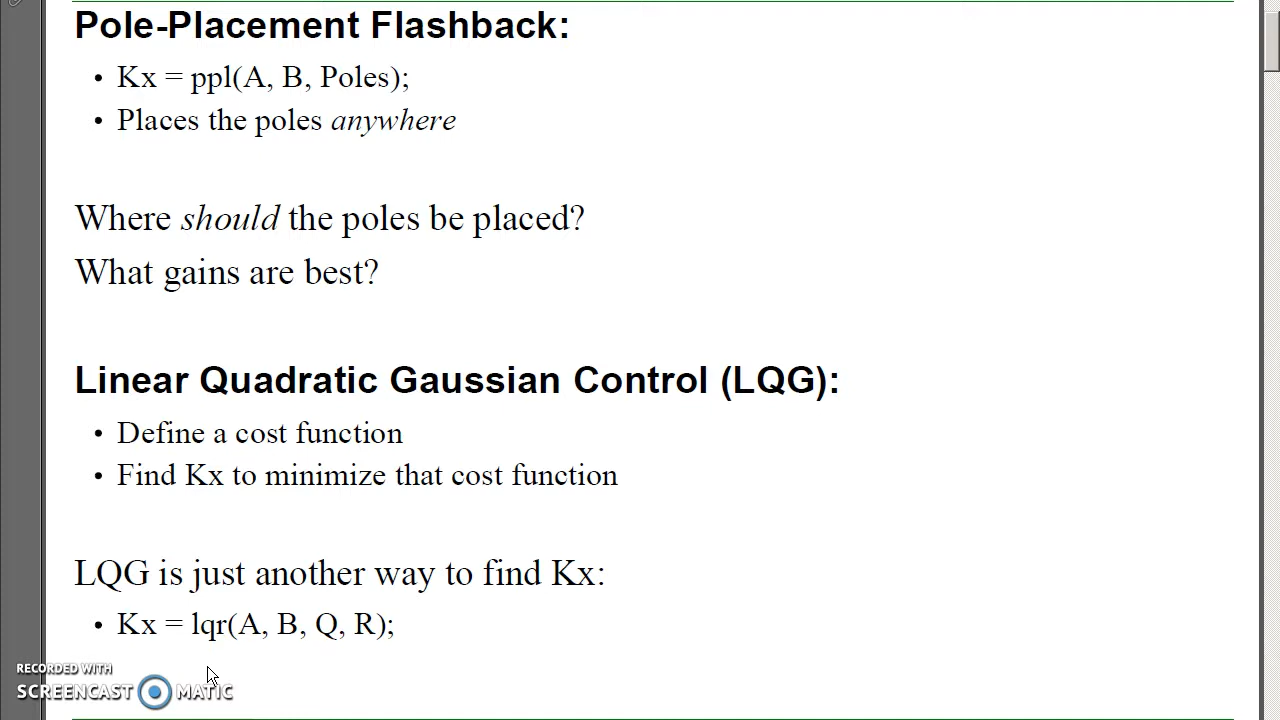 Pole-Placement Flashback:
• Kx = ppl(A, B, Poles);
• Places the poles anywhere
Where should the poles be placed?
What gains are best?
Linear Quadratic Gaussian Control (LQG):
• Define a cost function
• Find Kx to minimize that cost function
LQG is just another way to find Kx:
• Kx = lqr(A, B, Q, R);
RECORDED WITH
SCREENCAST MATIC